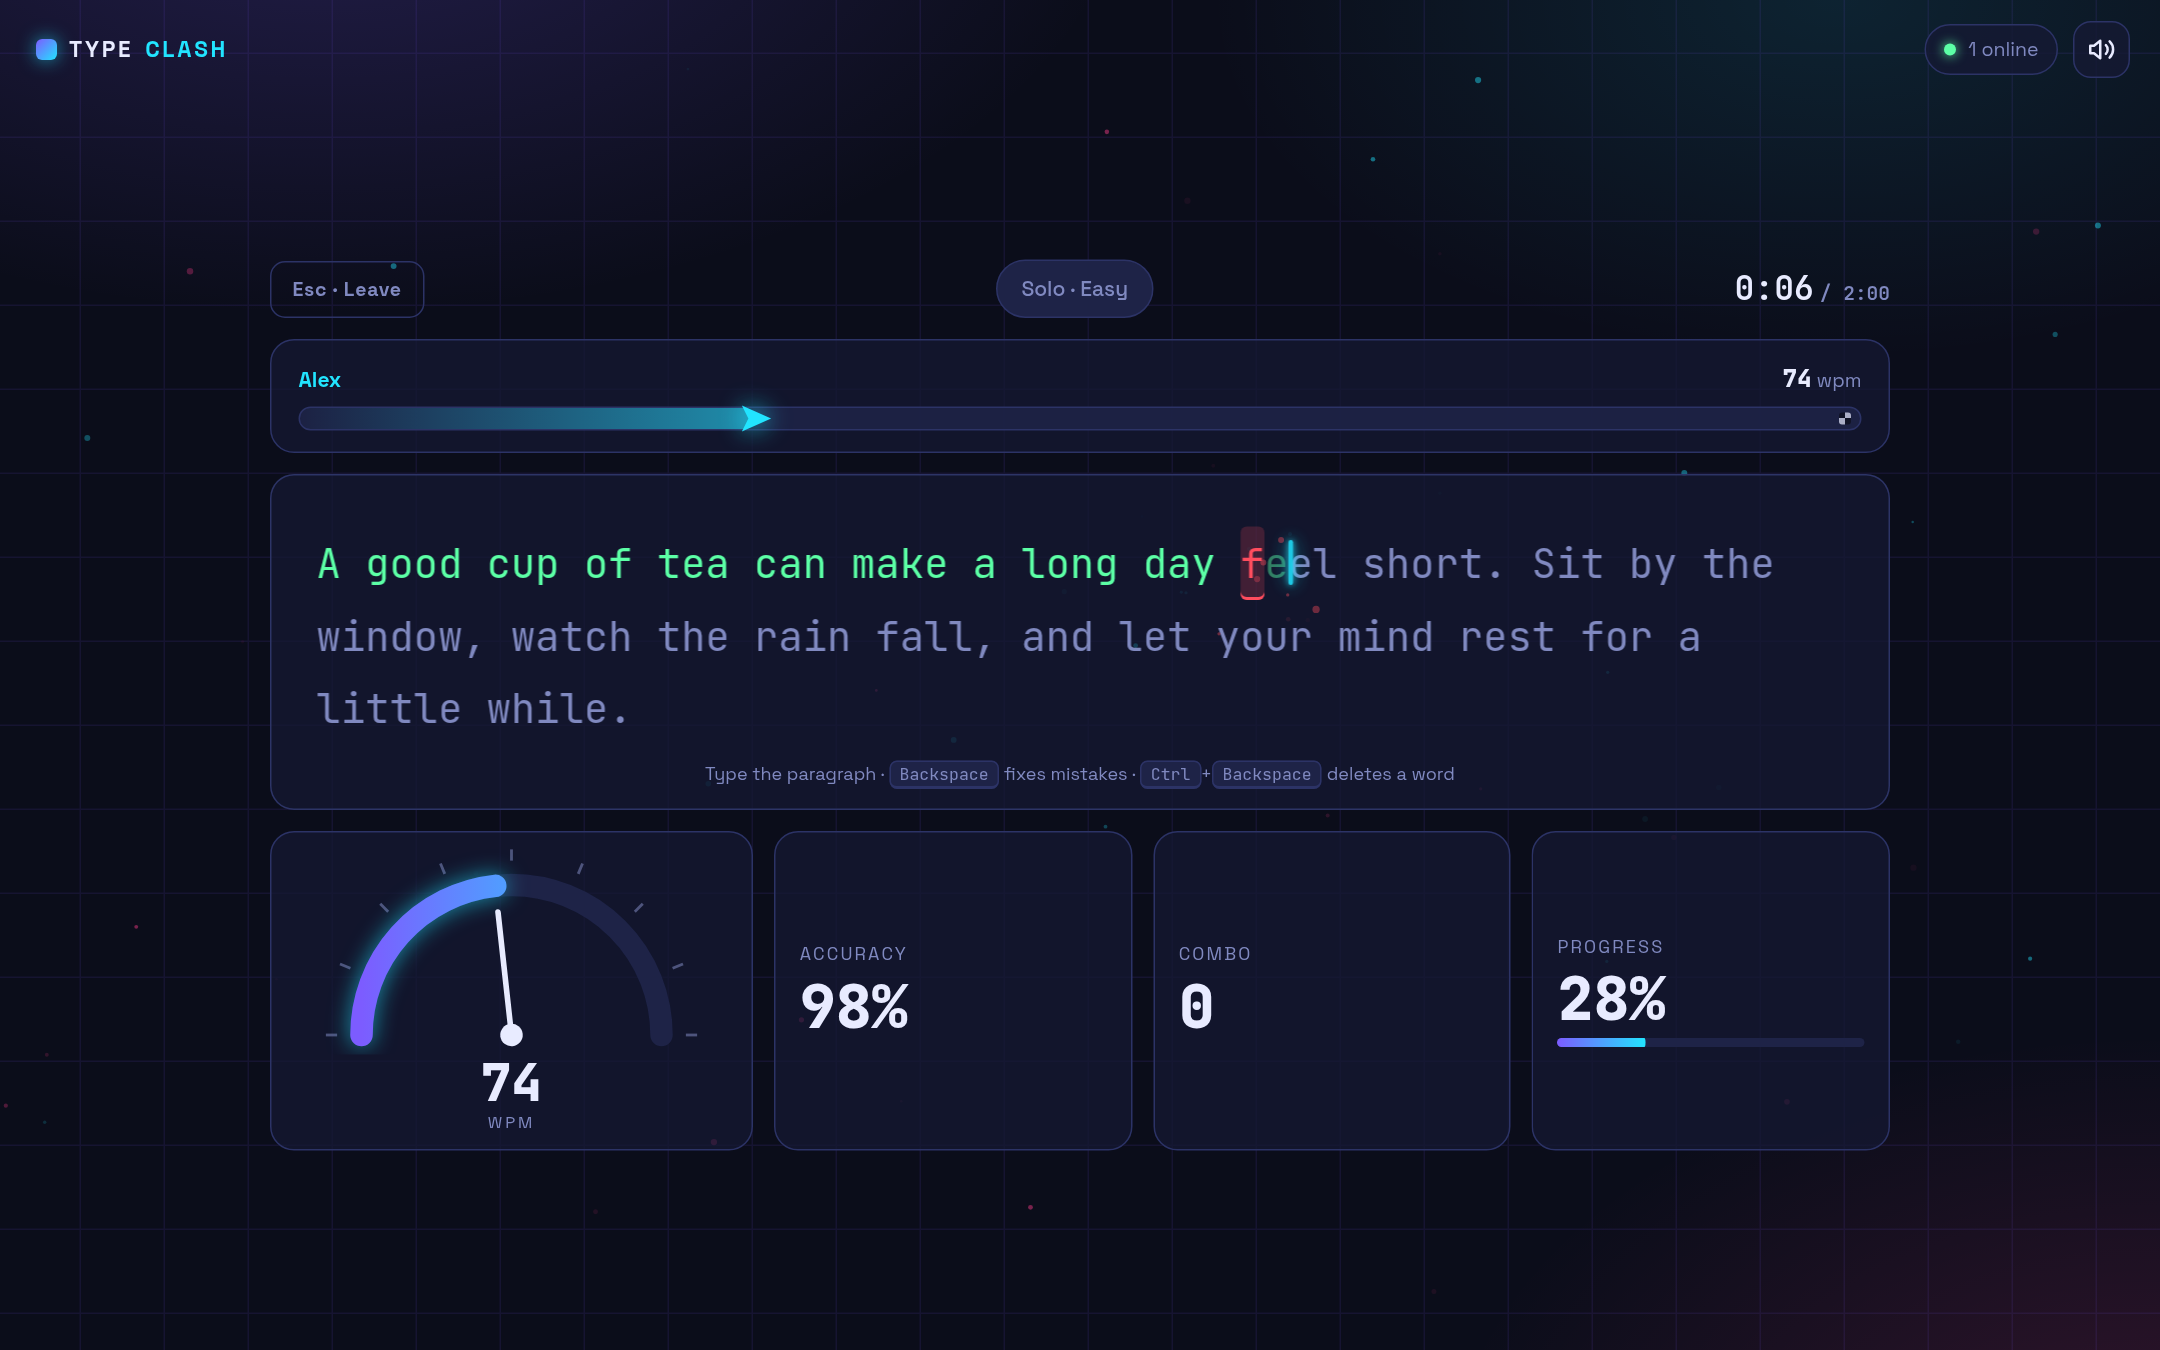 TYPE CLASH
1 online
Esc · Leave
Solo · Easy
0:06 / 2:00
Alex
74 wpm
A good cup of tea can make a long day feel short. Sit by the
window, watch the rain fall, and let your mind rest for a
little while.
Type the paragraph · Backspace fixes mistakes · Ctrl+Backspace deletes a word
74
WPM
ACCURACY
98%
COMBO
0
PROGRESS
28%